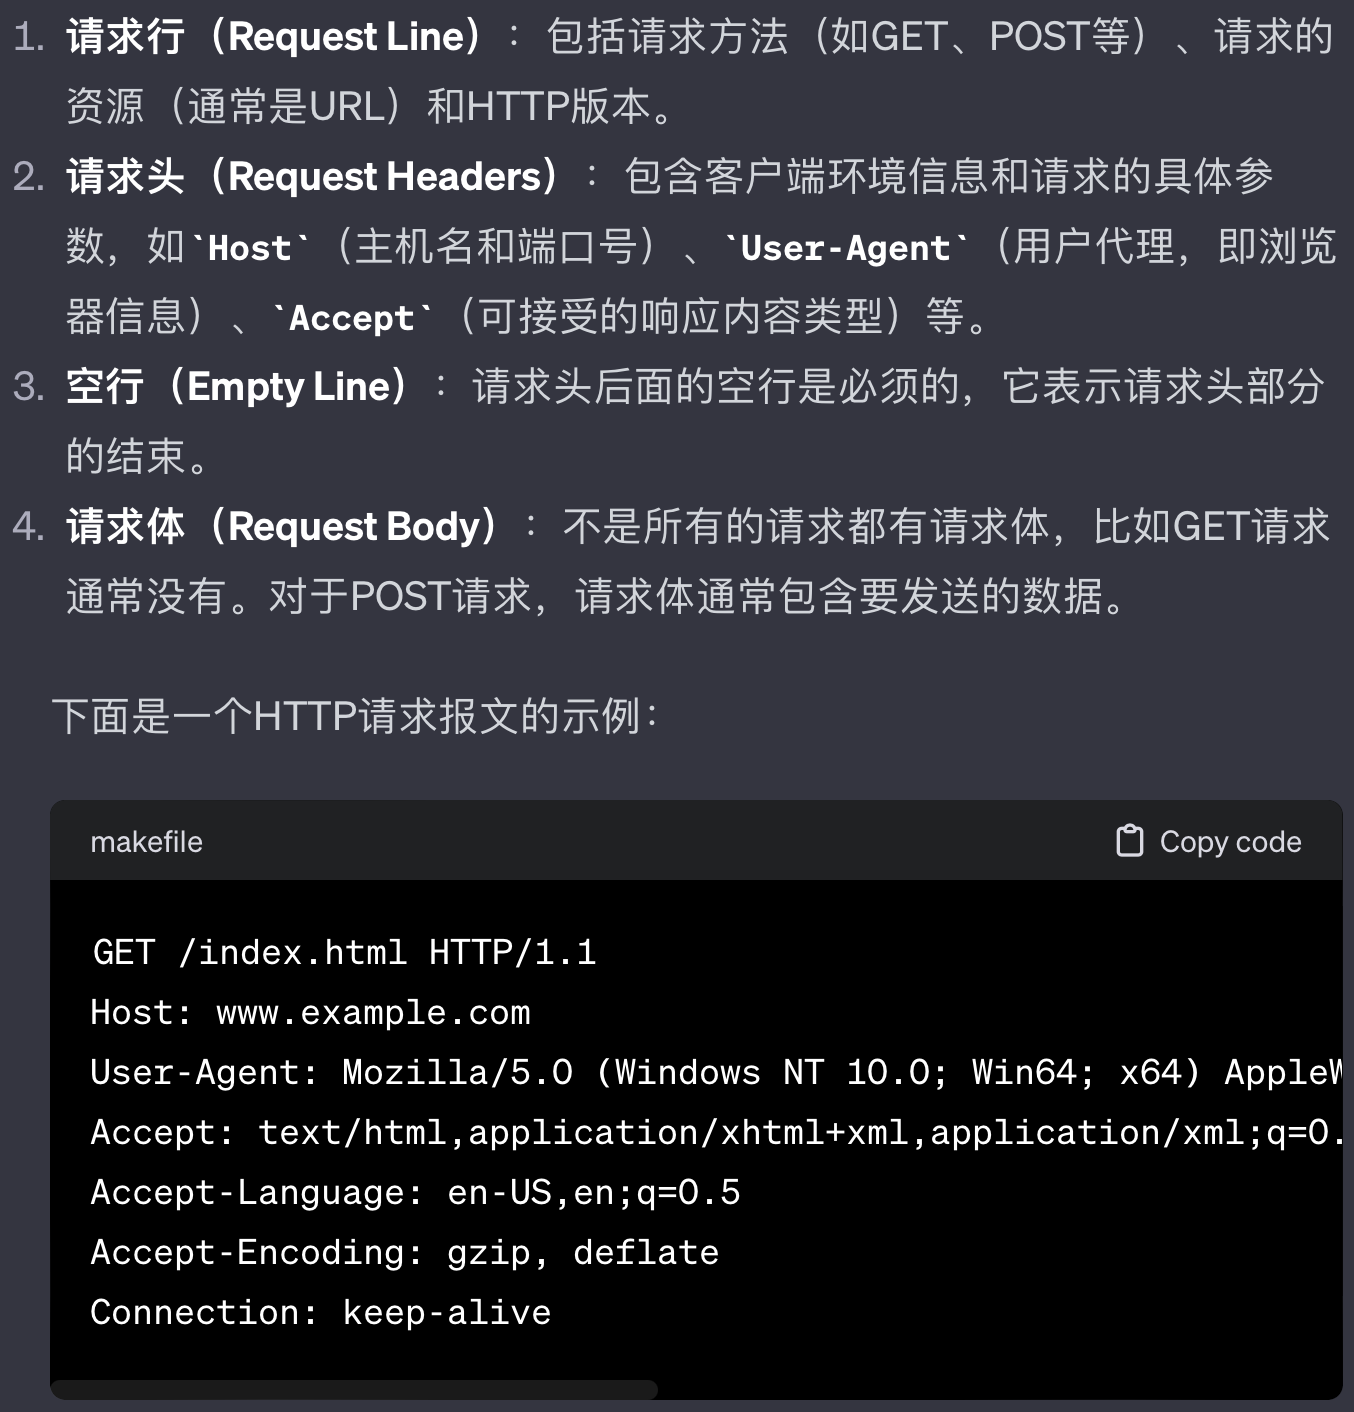 1. 请求行（Request Line）：包括请求方法（如GET、POST等）、请求的
资源（通常是URL）和HTTP版本。
2. 请求头（Request Headers）：包含客户端环境信息和请求的具体参
数，如`Host`（主机名和端口号）、`User-Agent`（用户代理，即浏览
器信息）、`Accept`（可接受的响应内容类型）等。
3. 空行（Empty Line）：请求头后面的空行是必须的，它表示请求头部分
的结束。
4. 请求体（Request Body）：不是所有的请求都有请求体，比如GET请求
通常没有。对于POST请求，请求体通常包含要发送的数据。
下面是一个HTTP请求报文的示例：
makefile Copy code
GET /index.html HTTP/1.1
Host: www.example.com
User-Agent: Mozilla/5.0 (Windows NT 10.0; Win64; x64) AppleW
Accept: text/html,application/xhtml+xml,application/xml;q=0.
Accept-Language: en-US,en;q=0.5
Accept-Encoding: gzip, deflate
Connection: keep-alive